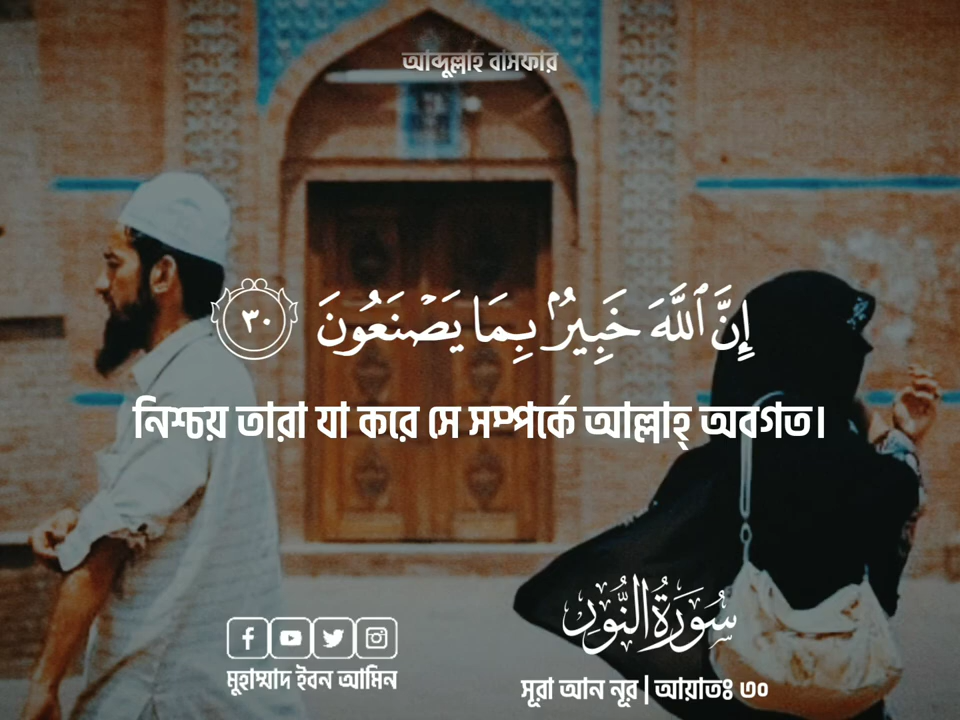 আব্দুল্লাহ বাসফার
إِنَّ ٱللَّهَ خَبِيرٌۢ بِمَا يَصْنَعُونَ ٣٠
নিশ্চয় তারা যা করে সে সম্পর্কে আল্লাহ্ অবগত।
سُورَةُ النُّورِ
মুহাম্মাদ ইবন আমিন
সূরা আন নূর | আয়াতঃ ৩০